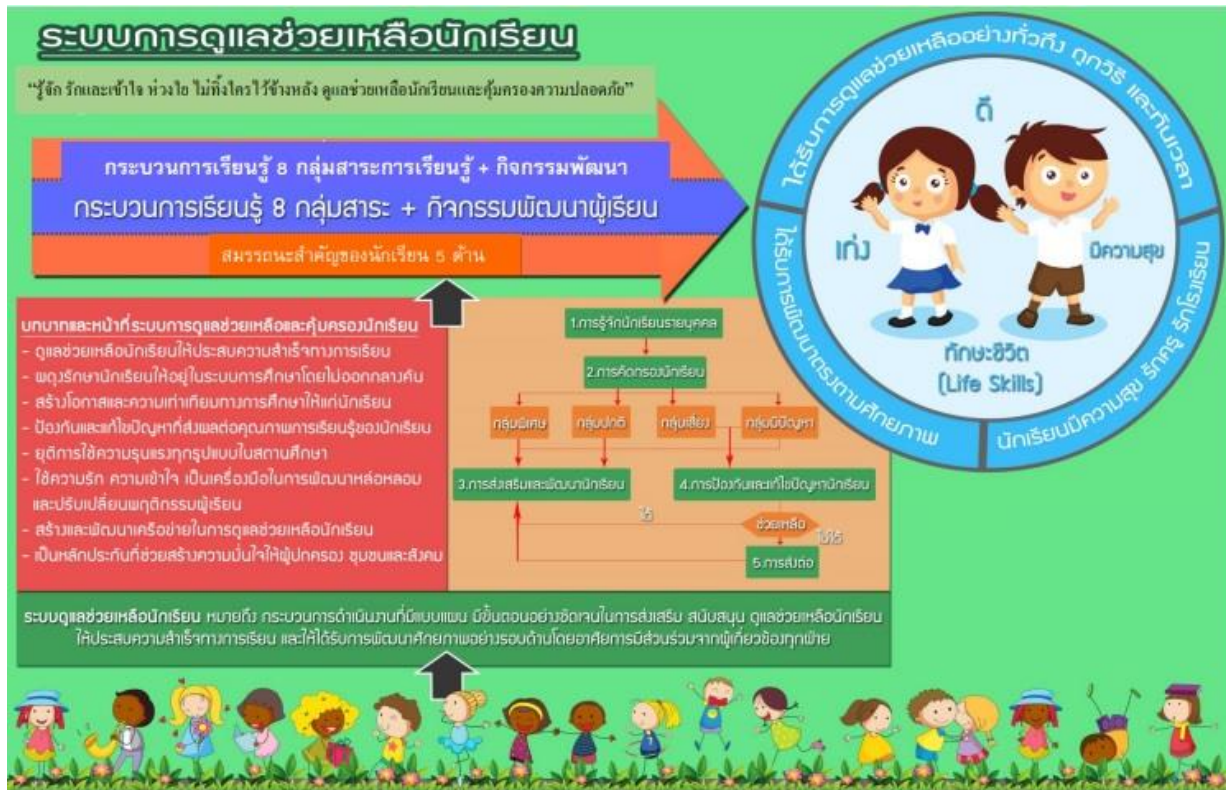 ระบบการดูแลช่วยเหลือนักเรียน
“รู้จัก รักและเข้าใจ ห่วงใย ไม่ทิ้งใครไว้ข้างหลัง ดูแลช่วยเหลือนักเรียนและคุ้มครองความปลอดภัย”
กระบวนการเรียนรู้ 8 กลุ่มสาระการเรียนรู้ + กิจกรรมพัฒนา
กระบวนการเรียนรู้ 8 กลุ่มสาระ + กิจกรรมพัฒนาผู้เรียน
สมรรถนะสำคัญของนักเรียน 5 ด้าน
ได้รับการดูแลช่วยเหลืออย่างทั่วถึง ถูกวิธี และทันเวลา
ได้รับการพัฒนาตรงตามศักยภาพ
นักเรียนมีความสุข รักครู รักโรงเรียน
ดี
เก่ง
มีความสุข
ทักษะชีวิต
(Life Skills)
บทบาทและหน้าที่ระบบการดูแลช่วยเหลือและคุ้มครองนักเรียน
- ดูแลช่วยเหลือนักเรียนให้ประสบความสำเร็จทางการเรียน
- ผดุงรักษานักเรียนให้อยู่ในระบบการศึกษาโดยไม่ออกกลางคัน
- สร้างโอกาสและความเท่าเทียมทางการศึกษาให้แก่นักเรียน
- ป้องกันและแก้ไขปัญหาที่ส่งผลต่อคุณภาพการเรียนรู้ของนักเรียน
- ยุติการใช้ความรุนแรงทุกรูปแบบในสถานศึกษา
- ใช้ความรัก ความเข้าใจ เป็นเครื่องมือในการพัฒนาหล่อหลอม
และปรับเปลี่ยนพฤติกรรมผู้เรียน
- สร้างและพัฒนาเครือข่ายในการดูแลช่วยเหลือนักเรียน
- เป็นหลักประกันที่ช่วยสร้างความมั่นใจให้ผู้ปกครอง ชุมชนและสังคม
1.การรู้จักนักเรียนรายบุคคล
2.การคัดกรองนักเรียน
กลุ่มพิเศษ
กลุ่มปกติ
กลุ่มเสี่ยง
กลุ่มมีปัญหา
3.การส่งเสริมและพัฒนานักเรียน
4.การป้องกันและแก้ไขปัญหานักเรียน
ได้
ช่วยเหลือ
ไม่ได้
5.การส่งต่อ
ระบบดูแลช่วยเหลือนักเรียน หมายถึง กระบวนการดำเนินงานที่มีแบบแผน มีขั้นตอนอย่างชัดเจนในการส่งเสริม สนับสนุน ดูแลช่วยเหลือนักเรียน
ให้ประสบความสำเร็จทางการเรียน และให้ได้รับการพัฒนาศักยภาพอย่างรอบด้านโดยอาศัยการมีส่วนร่วมจากผู้เกี่ยวข้องทุกฝ่าย